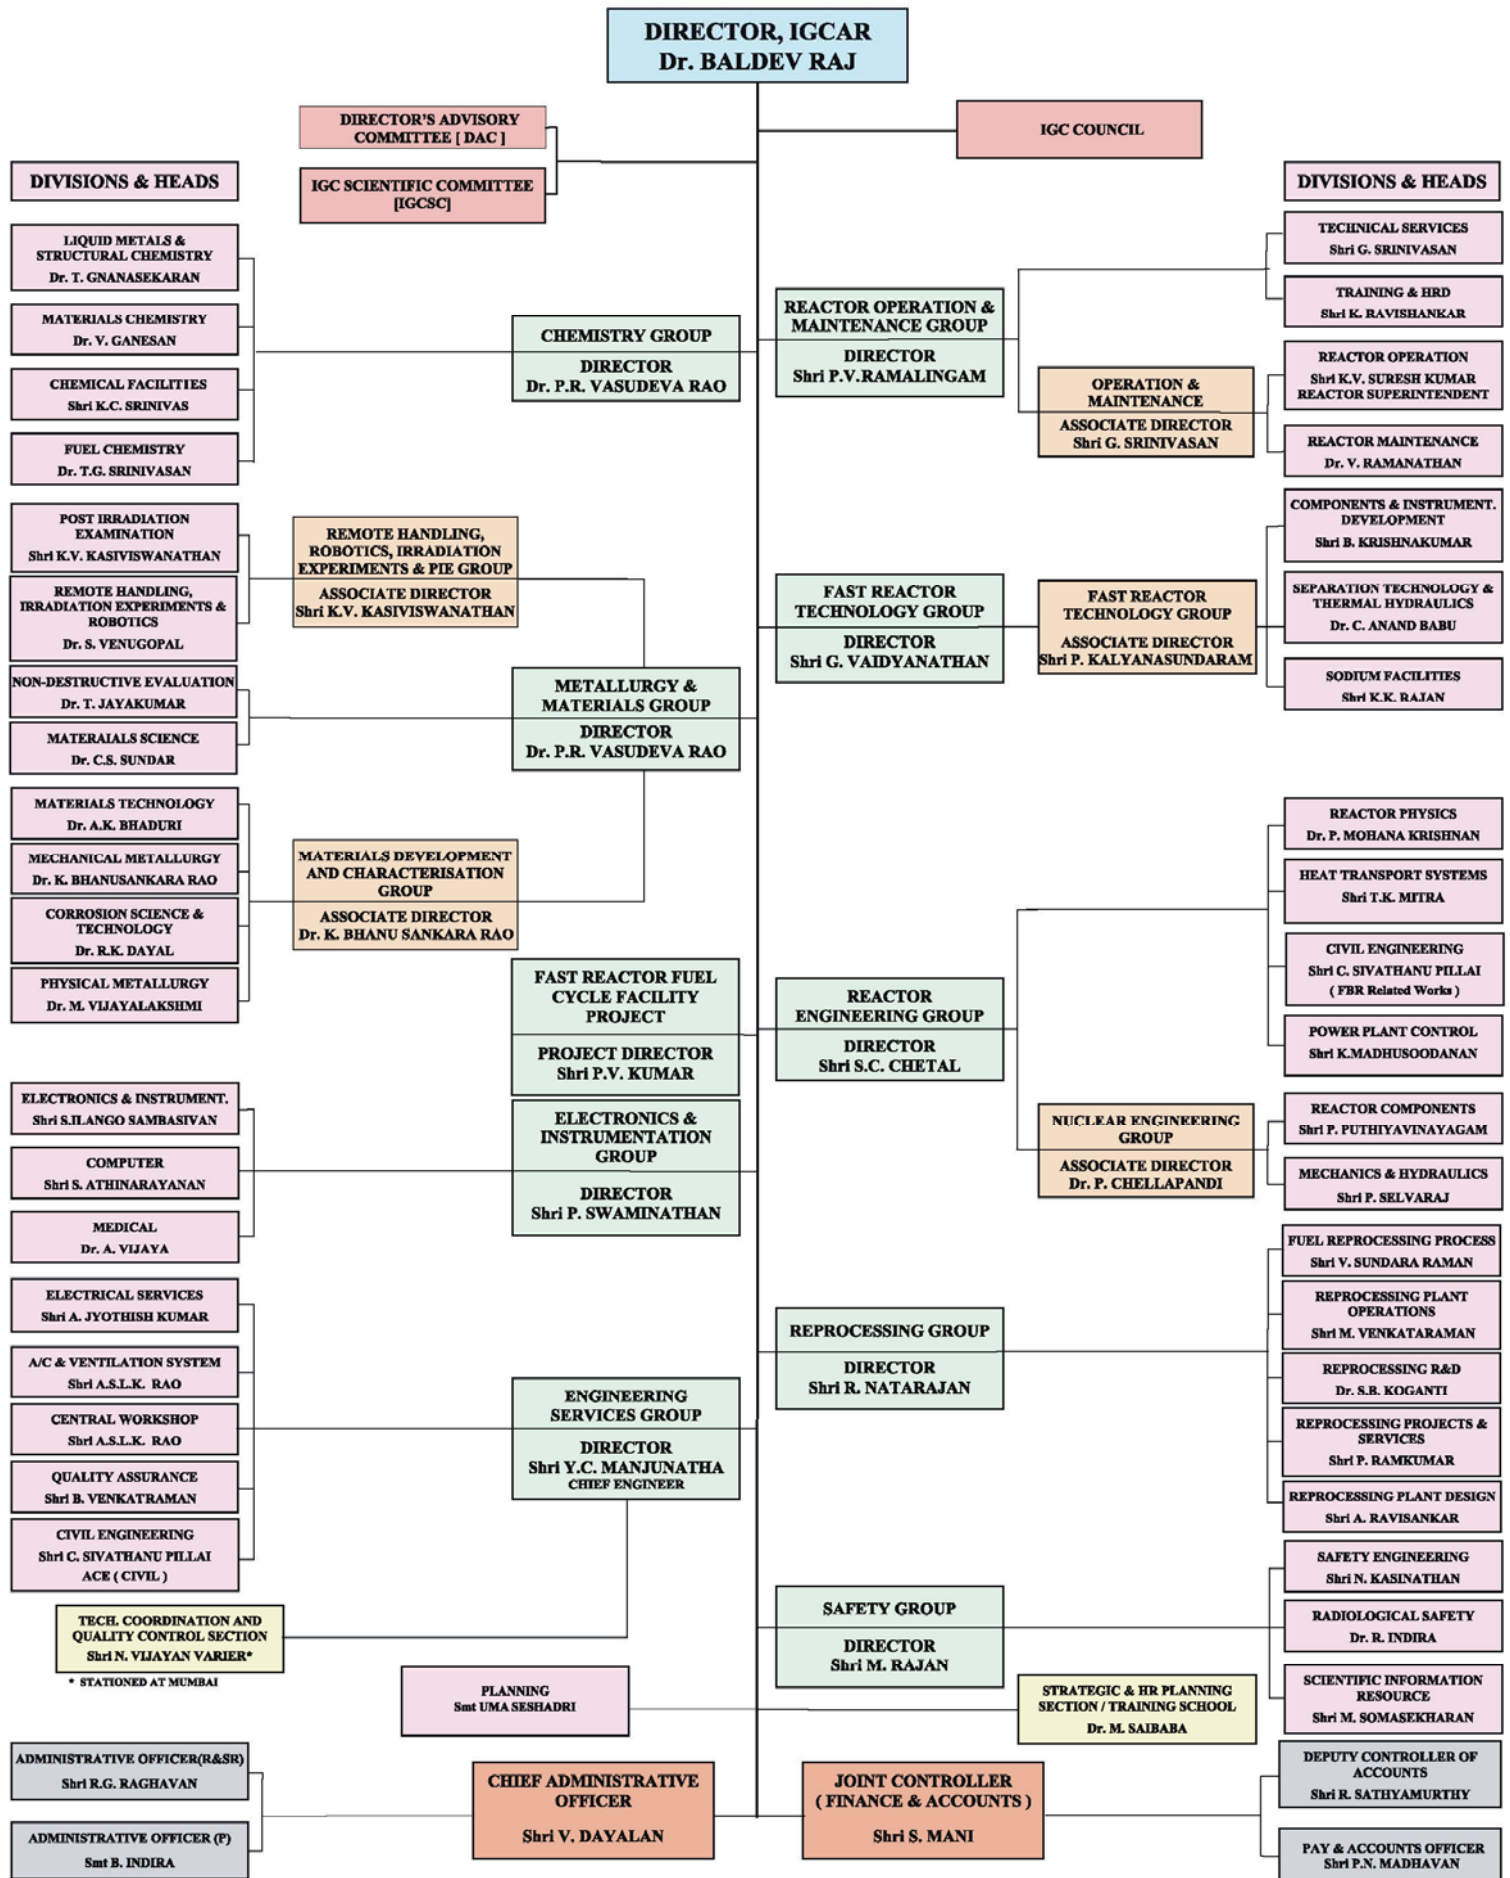 DIRECTOR, IGCAR
Dr. BALDEV RAJ
DIRECTOR'S ADVISORY
COMMITTEE [ DAC ]
IGC SCIENTIFIC COMMITTEE
[IGCSC]
IGC COUNCIL
DIVISIONS & HEADS
LIQUID METALS &
STRUCTURAL CHEMISTRY
Dr. T. GNANASEKARAN
MATERIALS CHEMISTRY
Dr. V. GANESAN
CHEMICAL FACILITIES
Shri K.C. SRINIVAS
FUEL CHEMISTRY
Dr. T.G. SRINIVASAN
CHEMISTRY GROUP
DIRECTOR
Dr. P.R. VASUDEVA RAO
POST IRRADIATION
EXAMINATION
Shri K.V. KASIVISWANATHAN
REMOTE HANDLING,
IRRADIATION EXPERIMENTS &
ROBOTICS
Dr. S. VENUGOPAL
NON-DESTRUCTIVE EVALUATION
Dr. T. JAYAKUMAR
MATERAIALS SCIENCE
Dr. C.S. SUNDAR
MATERIALS TECHNOLOGY
Dr. A.K. BHADURI
MECHANICAL METALLURGY
Dr. K. BHANUSANKARA RAO
CORROSION SCIENCE &
TECHNOLOGY
Dr. R.K. DAYAL
PHYSICAL METALLURGY
Dr. M. VIJAYALAKSHMI
REMOTE HANDLING,
ROBOTICS, IRRADIATION
EXPERIMENTS & PIE GROUP
ASSOCIATE DIRECTOR
Shri K.V. KASIVISWANATHAN
METALLURGY &
MATERIALS GROUP
DIRECTOR
Dr. P.R. VASUDEVA RAO
MATERIALS DEVELOPMENT
AND CHARACTERISATION
GROUP
ASSOCIATE DIRECTOR
Dr. K. BHANU SANKARA RAO
FAST REACTOR FUEL
CYCLE FACILITY
PROJECT
PROJECT DIRECTOR
Shri P.V. KUMAR
ELECTRONICS & INSTRUMENT.
Shri S.ILANGO SAMBASIVAN
COMPUTER
Shri S. ATHINARAYANAN
MEDICAL
Dr. A. VIJAYA
ELECTRONICS &
INSTRUMENTATION
GROUP
DIRECTOR
Shri P. SWAMINATHAN
ELECTRICAL SERVICES
Shri A. JYOTHISH KUMAR
A/C & VENTILATION SYSTEM
Shri A.S.L.K. RAO
CENTRAL WORKSHOP
Shri A.S.L.K. RAO
QUALITY ASSURANCE
Shri B. VENKATRAMAN
CIVIL ENGINEERING
Shri C. SIVATHANU PILLAI
ACE ( CIVIL )
ENGINEERING
SERVICES GROUP
DIRECTOR
Shri Y.C. MANJUNATHA
CHIEF ENGINEER
TECH. COORDINATION AND
QUALITY CONTROL SECTION
Shri N. VIJAYAN VARIER*
* STATIONED AT MUMBAI
DIVISIONS & HEADS
TECHNICAL SERVICES
Shri G. SRINIVASAN
TRAINING & HRD
Shri K. RAVISHANKAR
REACTOR OPERATION
Shri K.V. SURESH KUMAR
REACTOR SUPERINTENDENT
REACTOR MAINTENANCE
Dr. V. RAMANATHAN
REACTOR OPERATION &
MAINTENANCE GROUP
DIRECTOR
Shri P.V.RAMALINGAM
OPERATION &
MAINTENANCE
ASSOCIATE DIRECTOR
Shri G. SRINIVASAN
COMPONENTS & INSTRUMENT.
DEVELOPMENT
Shri B. KRISHNAKUMAR
SEPARATION TECHNOLOGY &
THERMAL HYDRAULICS
Dr. C. ANAND BABU
SODIUM FACILITIES
Shri K.K. RAJAN
FAST REACTOR
TECHNOLOGY GROUP
DIRECTOR
Shri G. VAIDYANATHAN
FAST REACTOR
TECHNOLOGY GROUP
ASSOCIATE DIRECTOR
Shri P. KALYANASUNDARAM
REACTOR PHYSICS
Dr. P. MOHANA KRISHNAN
HEAT TRANSPORT SYSTEMS
Shri T.K. MITRA
CIVIL ENGINEERING
Shri C. SIVATHANU PILLAI
( FBR Related Works )
POWER PLANT CONTROL
Shri K.MADHUSOODANAN
REACTOR
ENGINEERING GROUP
DIRECTOR
Shri S.C. CHETAL
NUCLEAR ENGINEERING
GROUP
ASSOCIATE DIRECTOR
Dr. P. CHELLAPANDI
REACTOR COMPONENTS
Shri P. PUTHIYAVINAYAGAM
MECHANICS & HYDRAULICS
Shri P. SELVARAJ
FUEL REPROCESSING PROCESS
Shri V. SUNDARA RAMAN
REPROCESSING PLANT
OPERATIONS
Shri M. VENKATARAMAN
REPROCESSING R&D
Dr. S.B. KOGANTI
REPROCESSING PROJECTS &
SERVICES
Shri P. RAMKUMAR
REPROCESSING PLANT DESIGN
Shri A. RAVISANKAR
REPROCESSING GROUP
DIRECTOR
Shri R. NATARAJAN
SAFETY ENGINEERING
Shri N. KASINATHAN
RADIOLOGICAL SAFETY
Dr. R. INDIRA
SCIENTIFIC INFORMATION
RESOURCE
Shri M. SOMASEKHARAN
SAFETY GROUP
DIRECTOR
Shri M. RAJAN
PLANNING
Smt UMA SESHADRI
STRATEGIC & HR PLANNING
SECTION / TRAINING SCHOOL
Dr. M. SAIBABA
ADMINISTRATIVE OFFICER(R&SR)
Shri R.G. RAGHAVAN
ADMINISTRATIVE OFFICER (P)
Smt B. INDIRA
CHIEF ADMINISTRATIVE
OFFICER
Shri V. DAYALAN
JOINT CONTROLLER
( FINANCE & ACCOUNTS )
Shri S. MANI
DEPUTY CONTROLLER OF
ACCOUNTS
Shri R. SATHYAMURTHY
PAY & ACCOUNTS OFFICER
Shri P.N. MADHAVAN